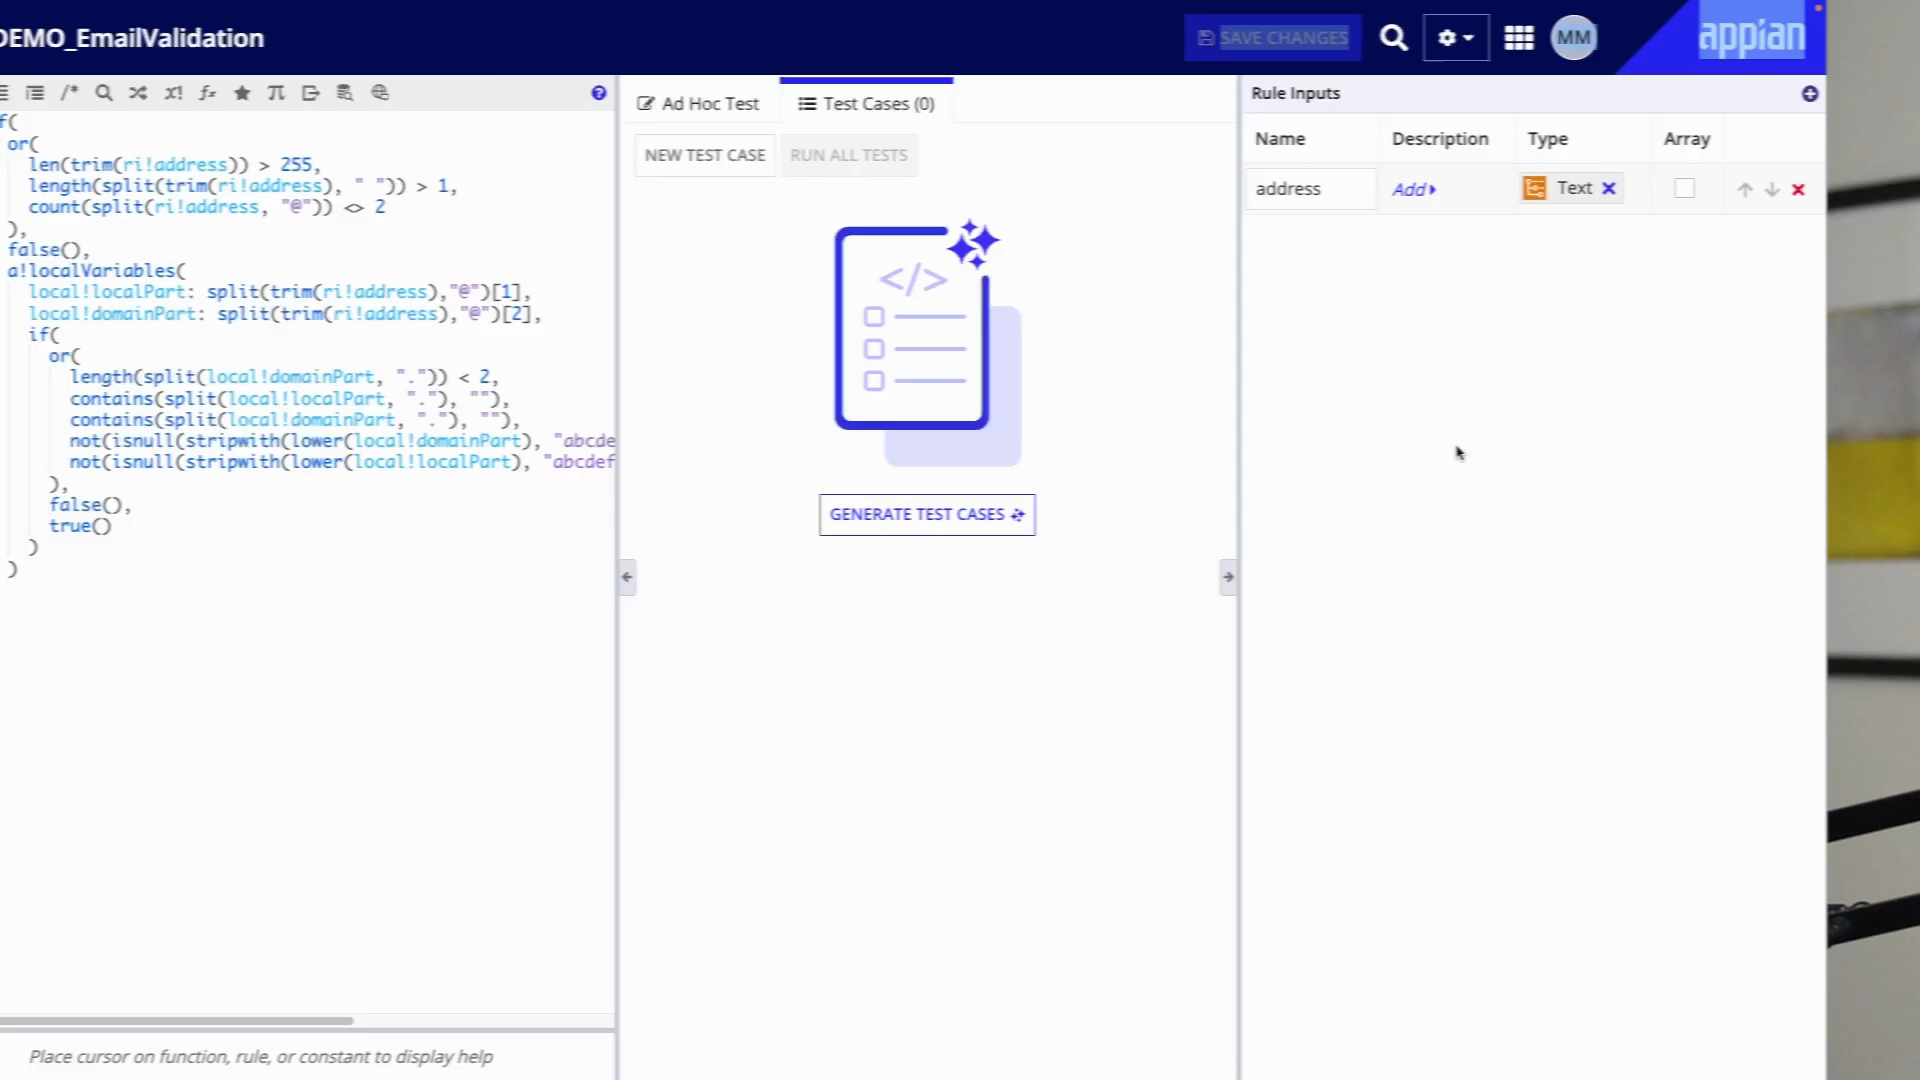 DEMO_EmailValidation
SAVE CHANGES
MM
appian
/*
x!
Ad Hoc Test
Test Cases (0)
NEW TEST CASE
RUN ALL TESTS
f(
or(
len(trim(ri!address)) > 255,
length(split(trim(ri!address), " ")) > 1,
count(split(ri!address, "@")) <> 2
),
false(),
a!localVariables(
local!localPart: split(trim(ri!address),"@")[1],
local!domainPart: split(trim(ri!address),"@")[2],
if(
or(
length(split(local!domainPart, ".")) < 2,
contains(split(local!localPart, "."), ""),
contains(split(local!domainPart, "."), ""),
not(isnull(stripwith(lower(local!domainPart), "abcde
not(isnull(stripwith(lower(local!localPart), "abcdef
),
false(),
true()
)
)
Place cursor on function, rule, or constant to display help
</>
GENERATE TEST CASES
Rule Inputs
Name Description Type Array
address Add Text